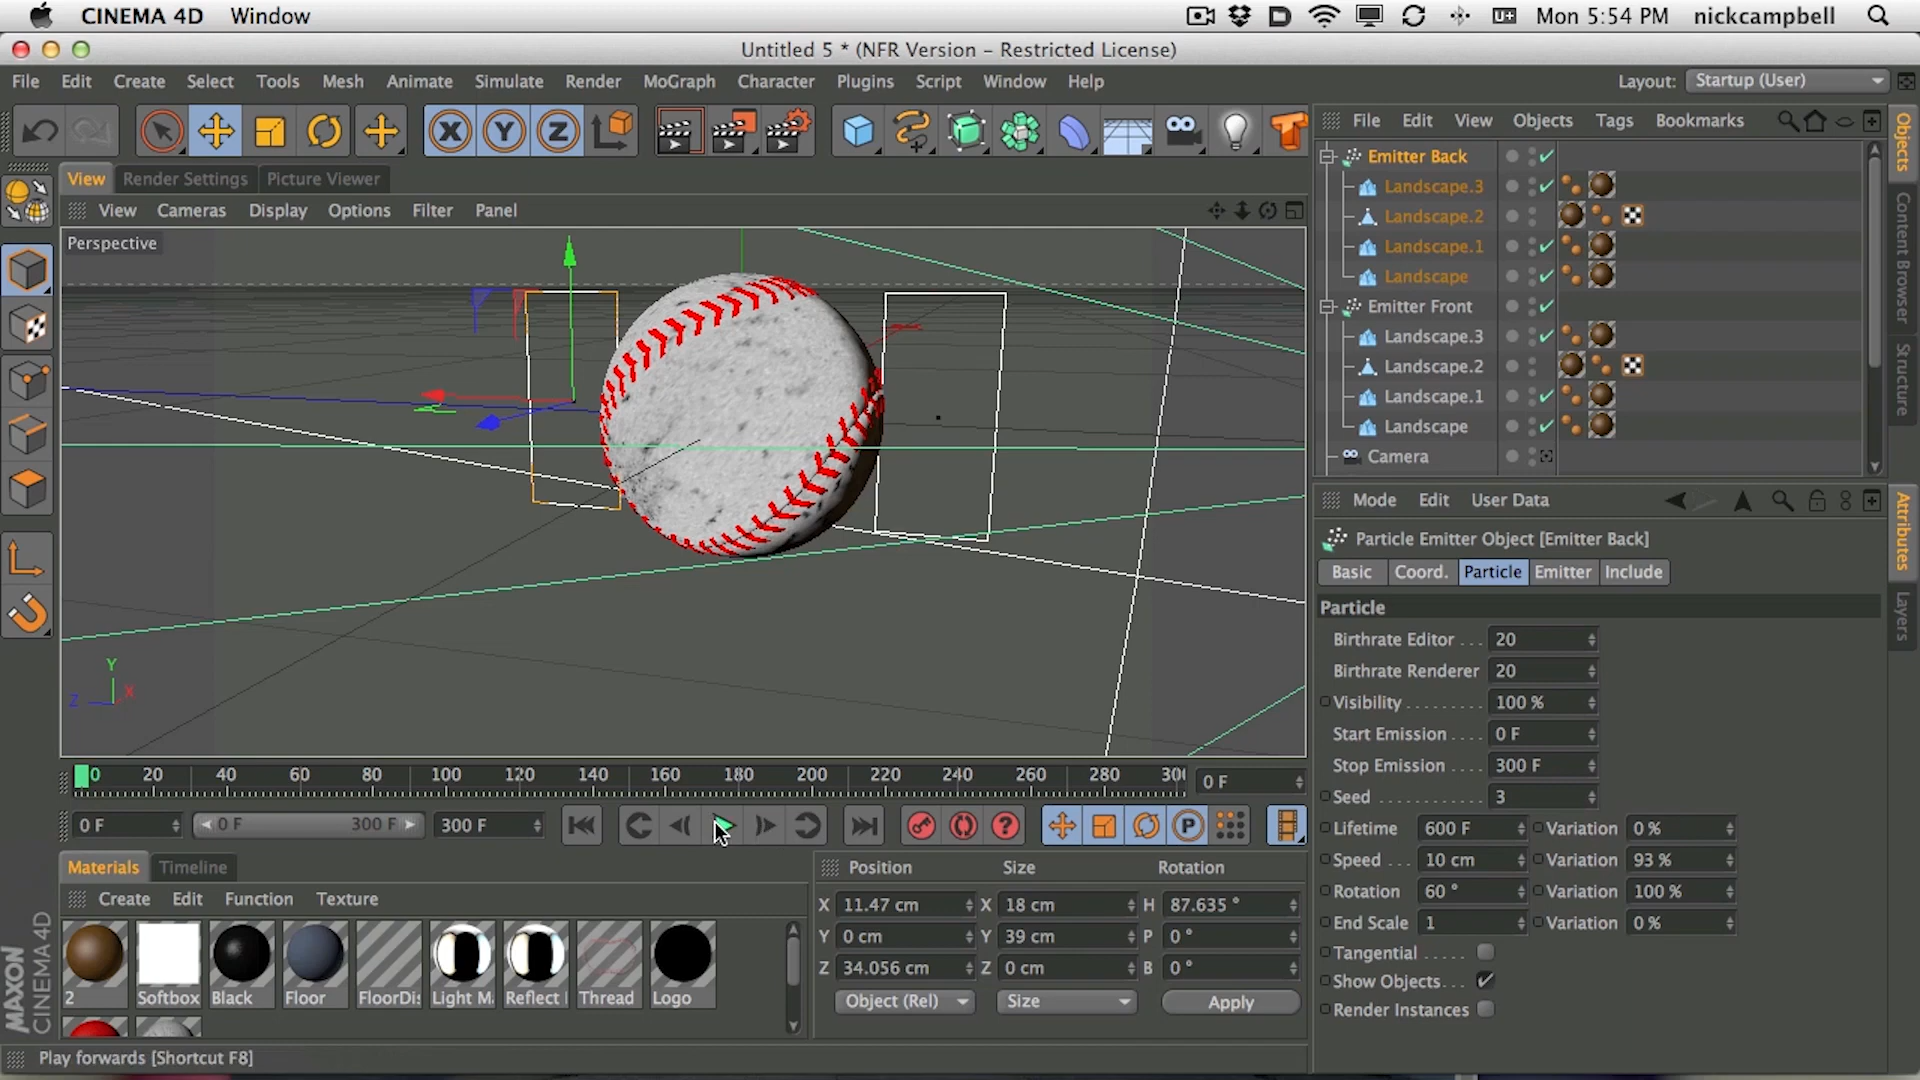 CINEMA 4D Window Mon 5:54 PM nickcampbell
Untitled 5 * (NFR Version - Restricted License)
File Edit Create Select Tools Mesh Animate Simulate Render MoGraph Character Plugins Script Window Help Layout: Startup (User)
X Y Z
File Edit View Objects Tags Bookmarks
Objects
Content Browser
Structure
View Render Settings Picture Viewer
View Cameras Display Options Filter Panel
Perspective
Y
Z X
Emitter Back
Landscape.3
Landscape.2
Landscape.1
Landscape
Emitter Front
Landscape.3
Landscape.2
Landscape.1
Landscape
Camera
Mode Edit User Data
Attributes
Layers
Particle Emitter Object [Emitter Back]
Basic Coord. Particle Emitter Include
Particle
Birthrate Editor . . . 20
Birthrate Renderer 20
Visibility . . . . . . . . . 100 %
Start Emission . . . . 0 F
Stop Emission . . . . 300 F
Seed . . . . . . . . . . . . 3
Lifetime 600 F Variation 0 %
Speed . . . 10 cm Variation 93 %
Rotation 60 ° Variation 100 %
End Scale 1 Variation 0 %
Tangential . . . . .
Show Objects. . .
Render Instances
0 20 40 60 80 100 120 140 160 180 200 220 240 260 280 30 0 F
0 F 0 F 300 F 300 F P
Materials Timeline
Create Edit Function Texture
2 Softbox Black Floor FloorDis Light M. Reflect Thread Logo
Position Size Rotation
X 11.47 cm X 18 cm H 87.635 °
Y 0 cm Y 39 cm P 0 °
Z 34.056 cm Z 0 cm B 0 °
Object (Rel) Size Apply
MAXON
CINEMA 4D
Play forwards [Shortcut F8]